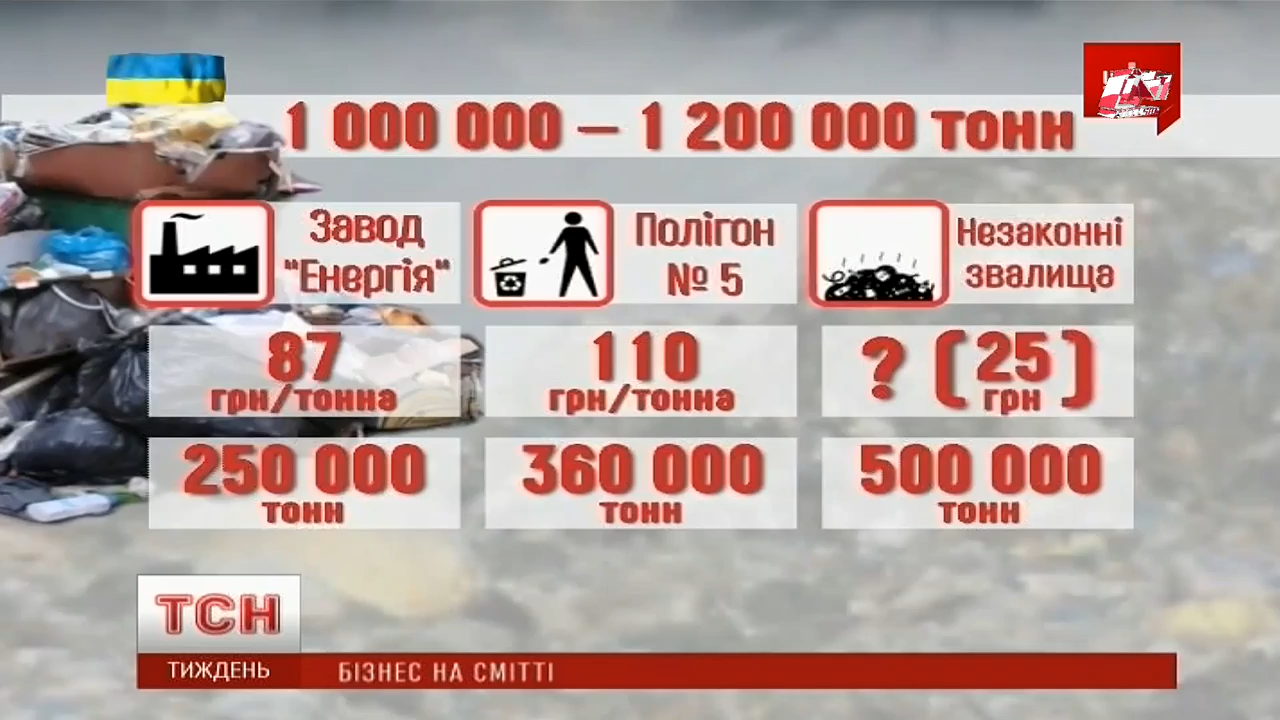 1 000 000 – 1 200 000 тонн
Завод
"Енергія"
Полігон
№ 5
Незаконні
звалища
87
грн/тонна
110
грн/тонна
? (25
грн)
250 000
тонн
360 000
тонн
500 000
тонн
ТСН
ТИЖДЕНЬ
БІЗНЕС НА СМІТТІ